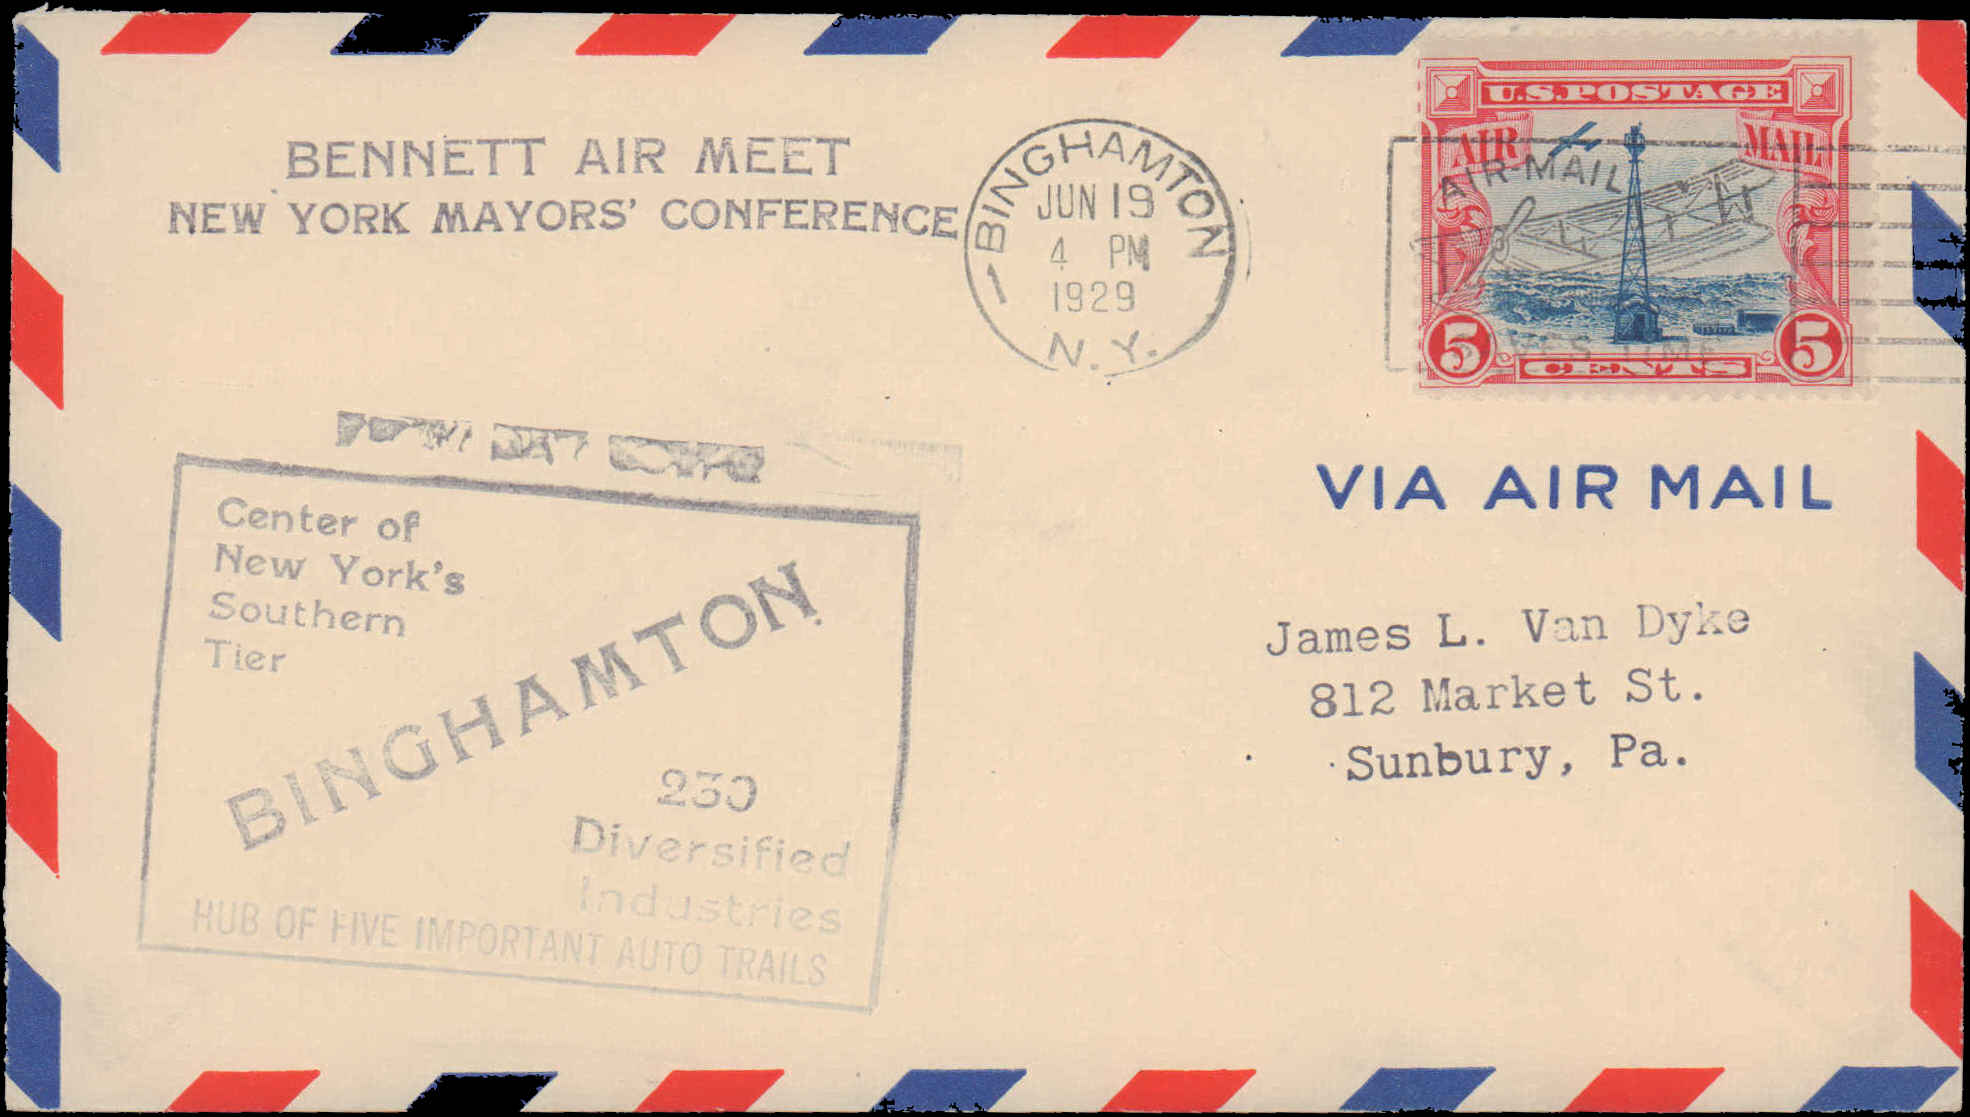 BENNETT AIR MEET
NEW YORK MAYORS' CONFERENCE
BINGHAMTON
JUN 19
4 PM
1929
N.Y.
U.S. POSTAGE
AIR MAIL
AIR MAIL
SAVES TIME
5 CENTS 5
VIA AIR MAIL
James L. Van Dyke
812 Market St.
Sunbury, Pa.
Center of
New York's
Southern
Tier
BINGHAMTON
230
Diversified
Industries
HUB OF FIVE IMPORTANT AUTO TRAILS